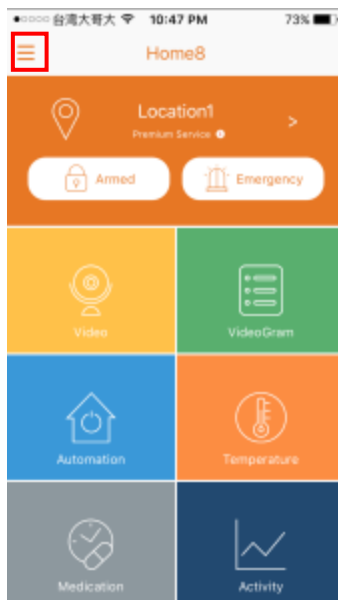 台湾大哥大 10:47 PM 73%
Home8
Location1
Premium Service
Armed Emergency
Video VideoGram
Automation Temperature
Medication Activity